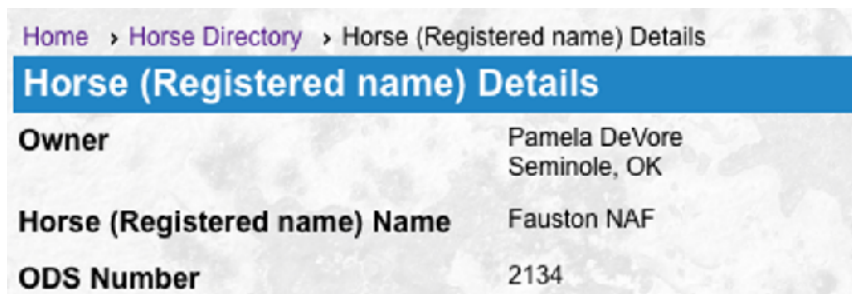 Home › Horse Directory › Horse (Registered name) Details
Horse (Registered name) Details
Owner Pamela DeVore
Seminole, OK
Horse (Registered name) Name Fauston NAF
ODS Number 2134